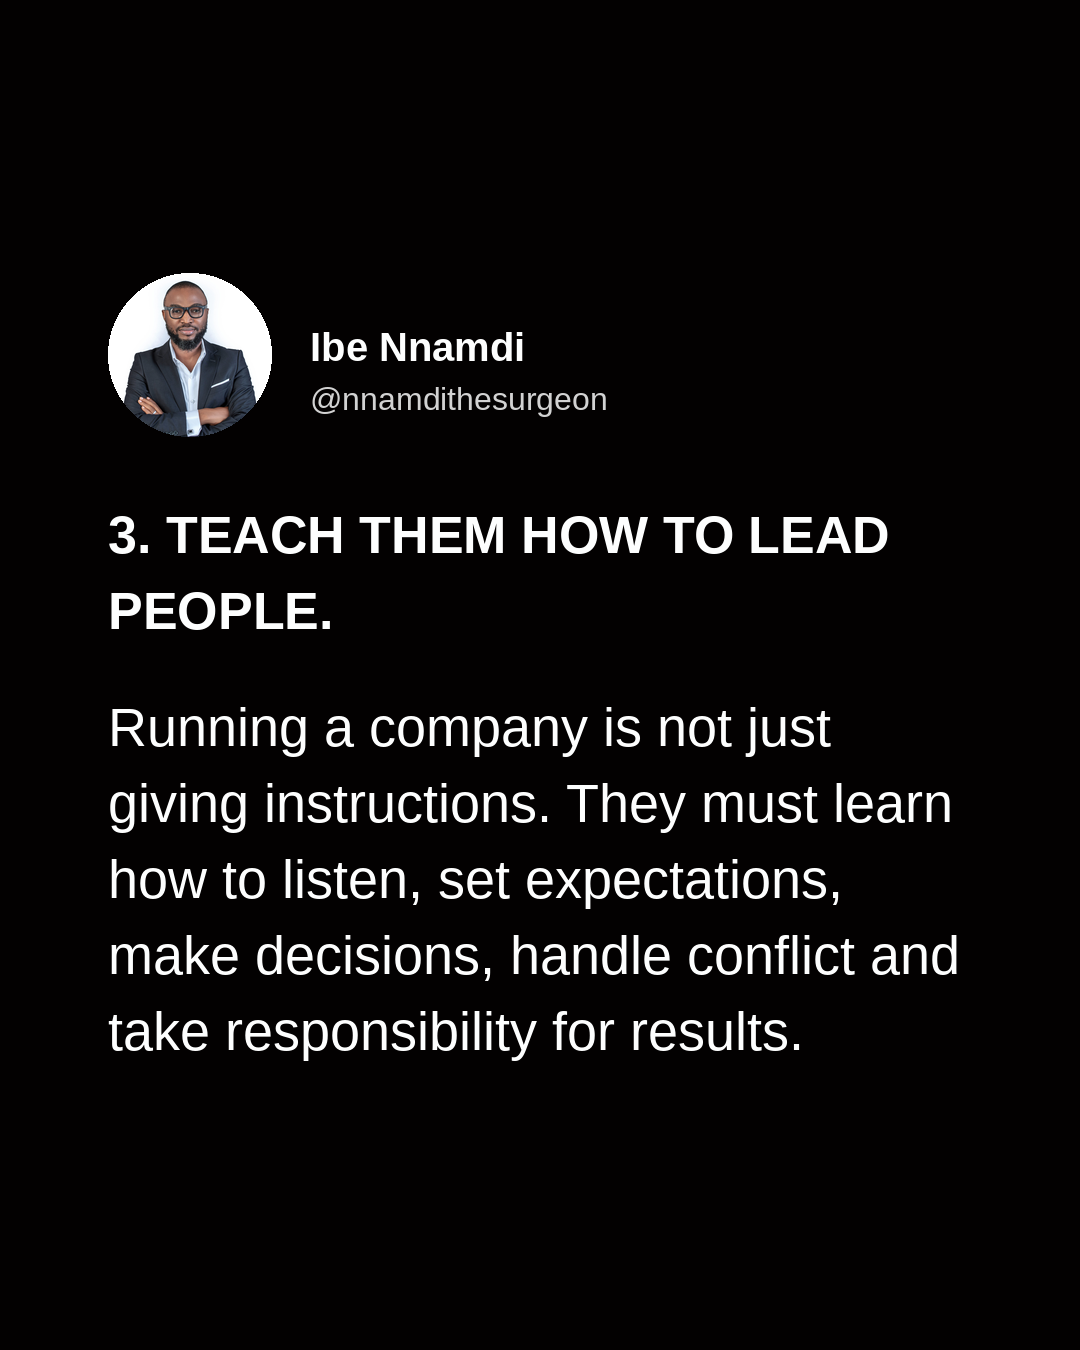 Ibe Nnamdi
@nnamdithesurgeon
3. TEACH THEM HOW TO LEAD
PEOPLE.
Running a company is not just
giving instructions. They must learn
how to listen, set expectations,
make decisions, handle conflict and
take responsibility for results.